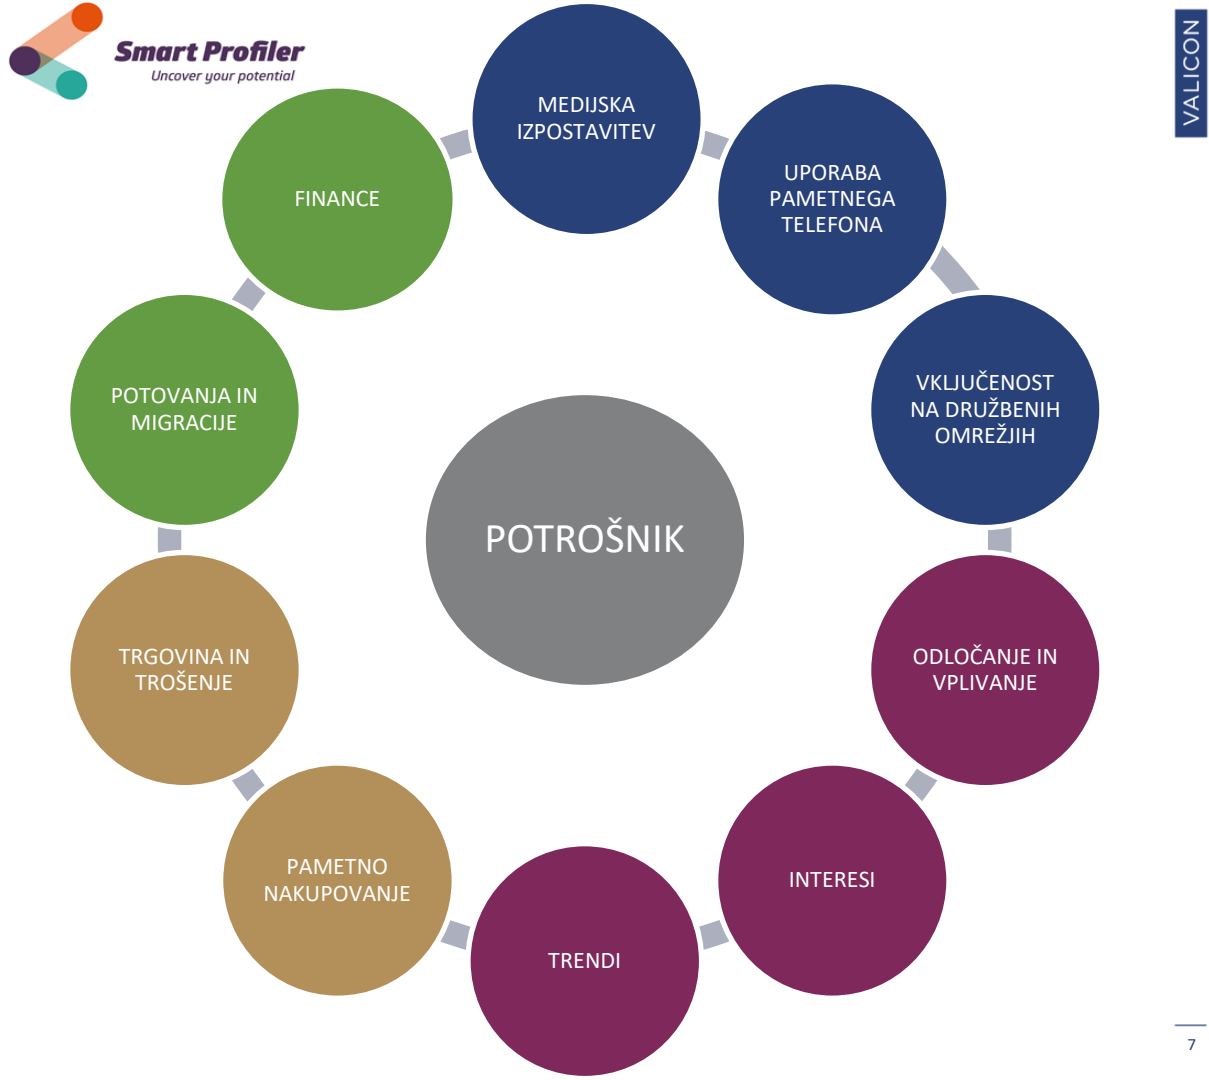 Smart Profiler
Uncover your potential
VALICON
MEDIJSKA
IZPOSTAVITEV
UPORABA
PAMETNEGA
TELEFONA
VKLJUČENOST
NA DRUŽBENIH
OMREŽJIH
ODLOČANJE IN
VPLIVANJE
INTERESI
TRENDI
PAMETNO
NAKUPOVANJE
TRGOVINA IN
TROŠENJE
POTOVANJA IN
MIGRACIJE
FINANCE
POTROŠNIK
7